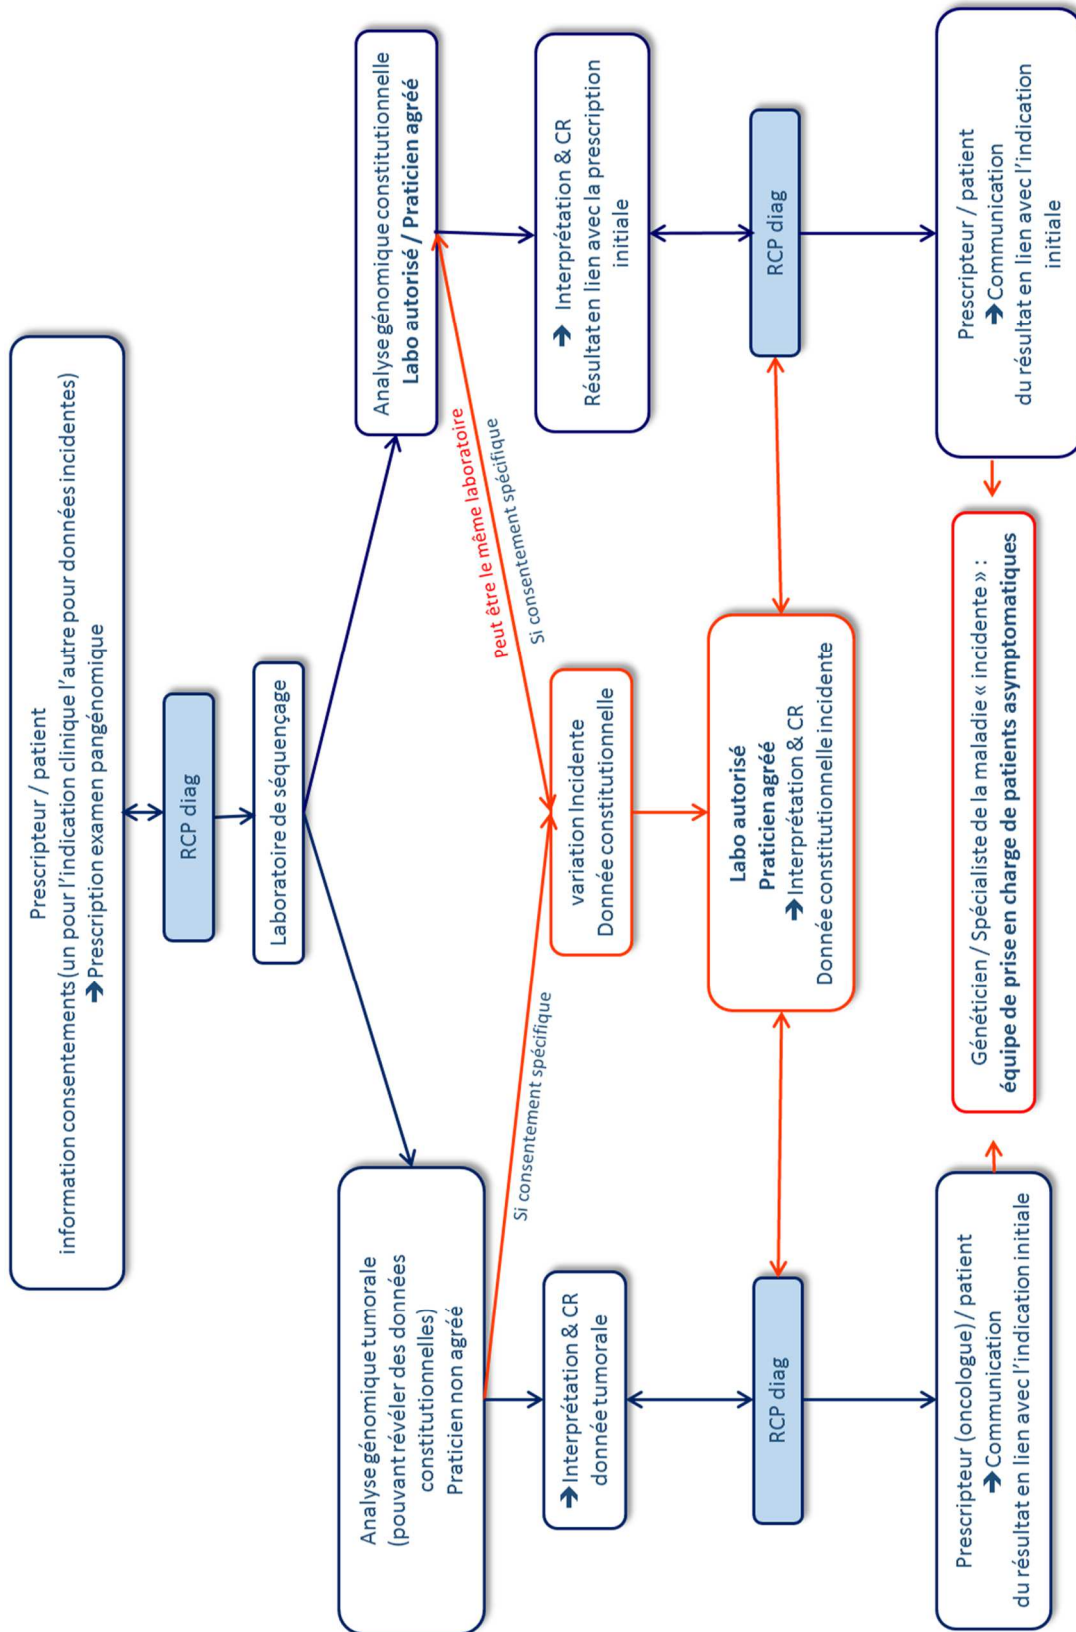 Prescripteur / patient
information consentements (un pour l'indication clinique l'autre pour données incidentes)
➔Prescription examen pangénomique
RCP diag
Laboratoire de séquençage
Analyse génomique tumorale
(pouvant révéler des données
constitutionnelles)
Praticien non agréé
Analyse génomique constitutionnelle
Labo autorisé / Praticien agréé
Si consentement spécifique
Peut être le même laboratoire
Si consentement spécifique
➔Interprétation & CR
donnée tumorale
variation Incidente
Donnée constitutionnelle
➔ Interprétation & CR
Résultat en lien avec la prescription
initiale
RCP diag
Labo autorisé
Praticien agréé
➔Interprétation & CR
Donnée constitutionnelle incidente
RCP diag
Prescripteur (oncologue) / patient
➔Communication
du résultat en lien avec l'indication initiale
Généticien / Spécialiste de la maladie « incidente » :
équipe de prise en charge de patients asymptomatiques
Prescripteur / patient
➔Communication
du résultat en lien avec l'indication
initiale